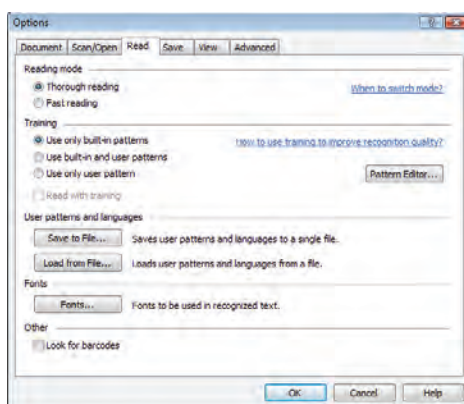 Options
Document Scan/Open Read Save View Advanced
Reading mode
Thorough reading When to switch mode?
Fast reading
Training
Use only built-in patterns How to use training to improve recognition quality?
Use built-in and user patterns
Use only user pattern Pattern Editor...
Read with training
User patterns and languages
Save to File... Saves user patterns and languages to a single file.
Load from File... Loads user patterns and languages from a file.
Fonts
Fonts... Fonts to be used in recognized text.
Other
Look for barcodes
OK Cancel Help